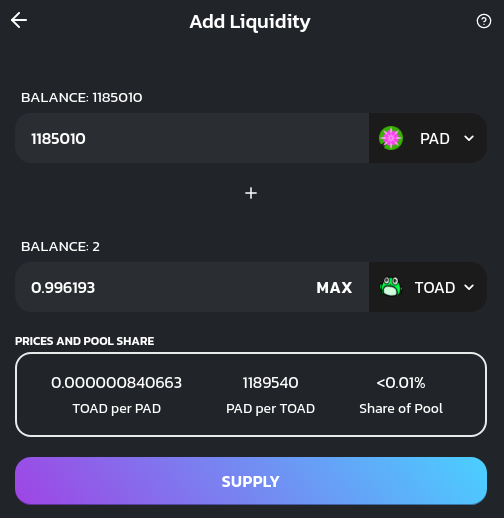 Add Liquidity
BALANCE: 1185010
1185010
PAD
+
BALANCE: 2
0.996193
MAX
TOAD
PRICES AND POOL SHARE
0.000000840663 1189540 <0.01%
TOAD per PAD PAD per TOAD Share of Pool
SUPPLY